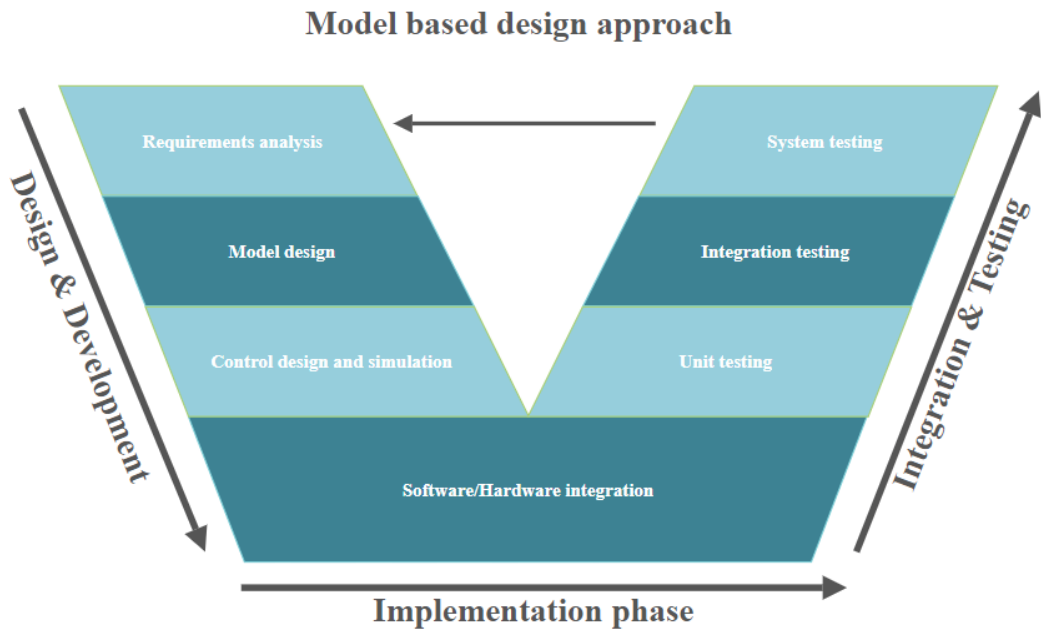 Model based design approach
Requirements analysis
System testing
Model design
Integration testing
Control design and simulation
Unit testing
Software/Hardware integration
Design & Development
Implementation phase
Integration & Testing